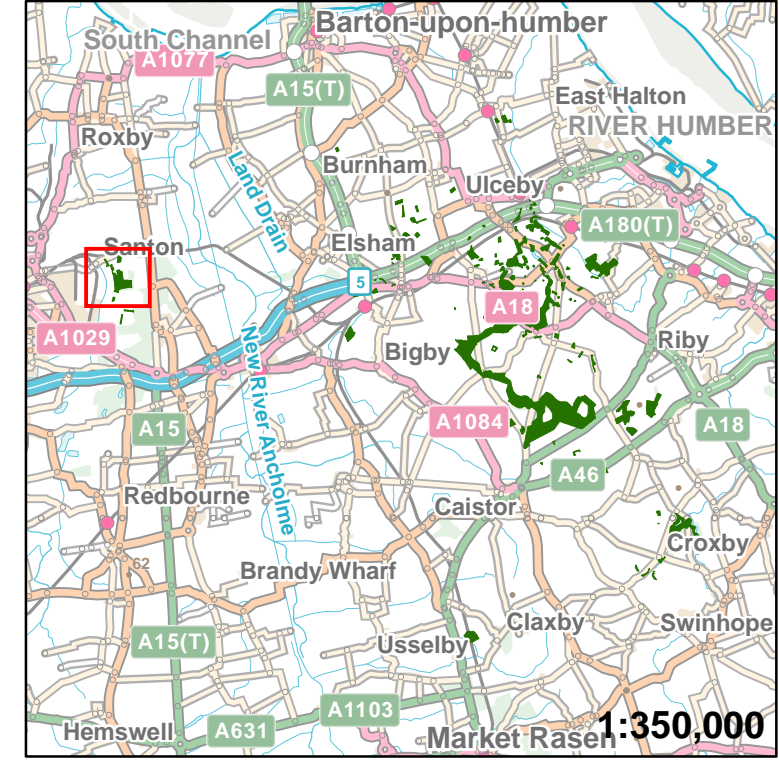 Barton-upon-humber
South Channel
A1077
A15(T)
East Halton
RIVER HUMBER
Roxby
Burnham
Land Drain
Ulceby
A180(T)
Santon
Elsham
5
A18
A1029
New River Ancholme
Bigby
Riby
A15
A1084
A18
A46
Redbourne
Caistor
Croxby
62
Brandy Wharf
Claxby
Swinhope
A15(T)
Usselby
A1103
Hemswell
A631
Market Rasen
1:350,000